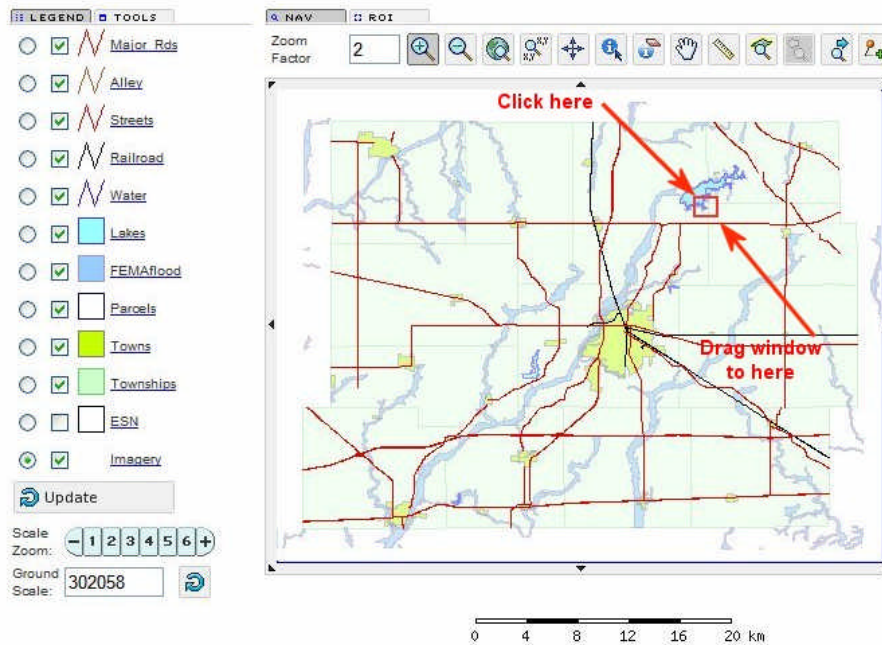 LEGEND TOOLS
Major_Rds
Alley
Streets
Railroad
Water
Lakes
FEMAflood
Parcels
Towns
Townships
ESN
Imagery
Update
Scale
Zoom: - 1 2 3 4 5 6 +
Ground
Scale: 302058
NAV ROI
Zoom
Factor 2
x,y
x,y
Click here
Drag window
to here
0 4 8 12 16 20 km